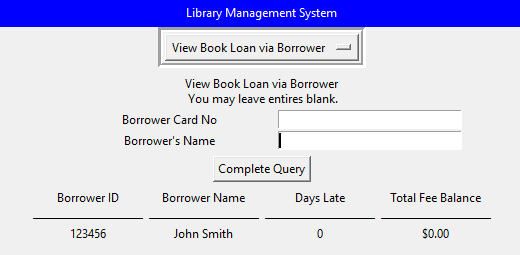 Library Management System
View Book Loan via Borrower
View Book Loan via Borrower
You may leave entires blank.
Borrower Card No
Borrower's Name
Complete Query
Borrower ID Borrower Name Days Late Total Fee Balance
123456 John Smith 0 $0.00